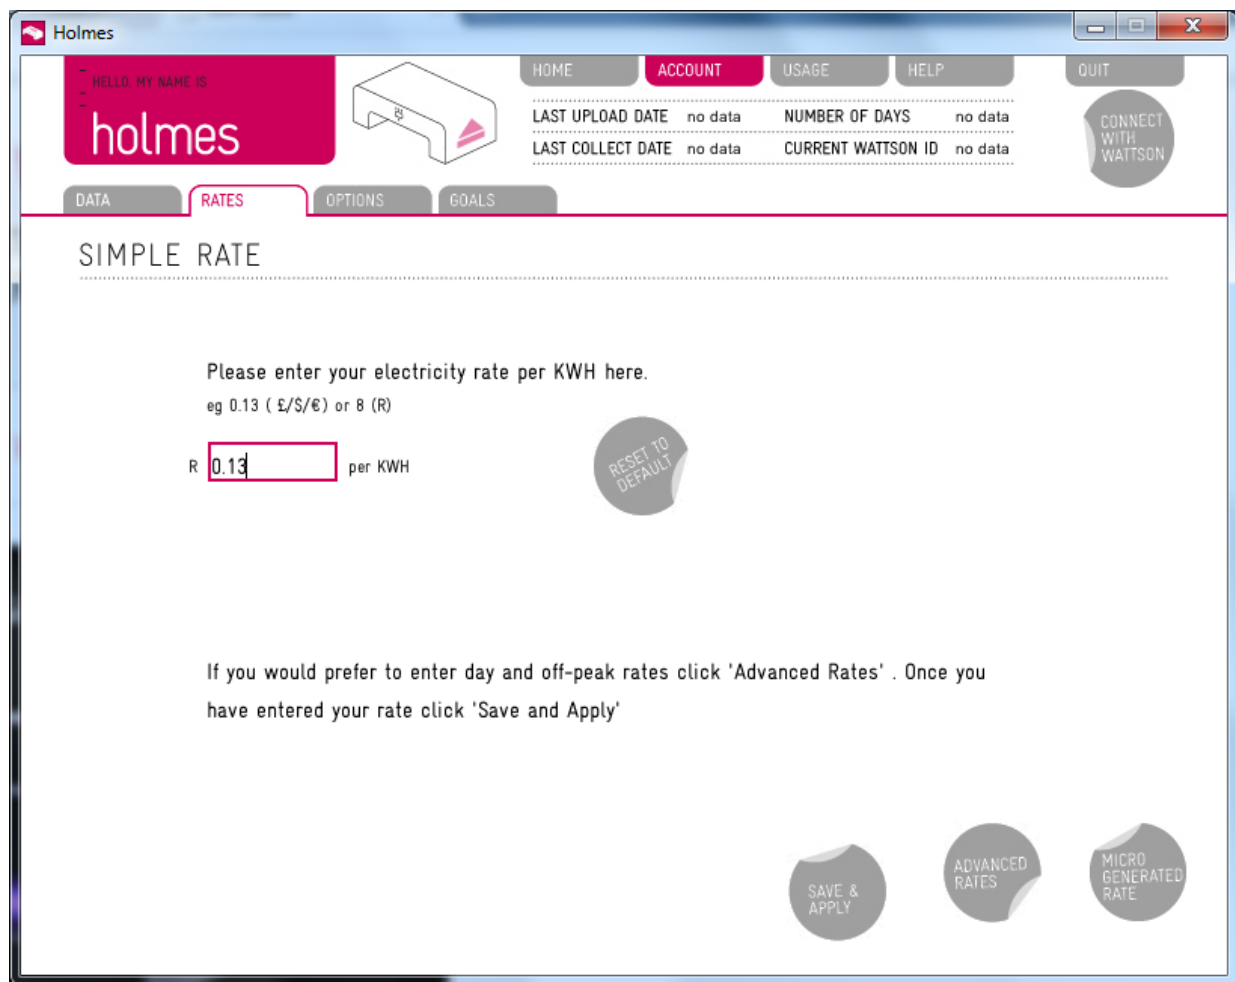 Holmes
HELLO, MY NAME IS
holmes
HOME ACCOUNT USAGE HELP QUIT
LAST UPLOAD DATE no data NUMBER OF DAYS no data
LAST COLLECT DATE no data CURRENT WATTSON ID no data
CONNECT
WITH
WATTSON
DATA RATES OPTIONS GOALS
SIMPLE RATE
Please enter your electricity rate per KWH here.
eg 0.13 ( £/$/€) or 8 (R)
R 0.13 per KWH
RESET TO
DEFAULT
If you would prefer to enter day and off-peak rates click 'Advanced Rates' . Once you
have entered your rate click 'Save and Apply'
SAVE &
APPLY
ADVANCED
RATES
MICRO
GENERATED
RATE